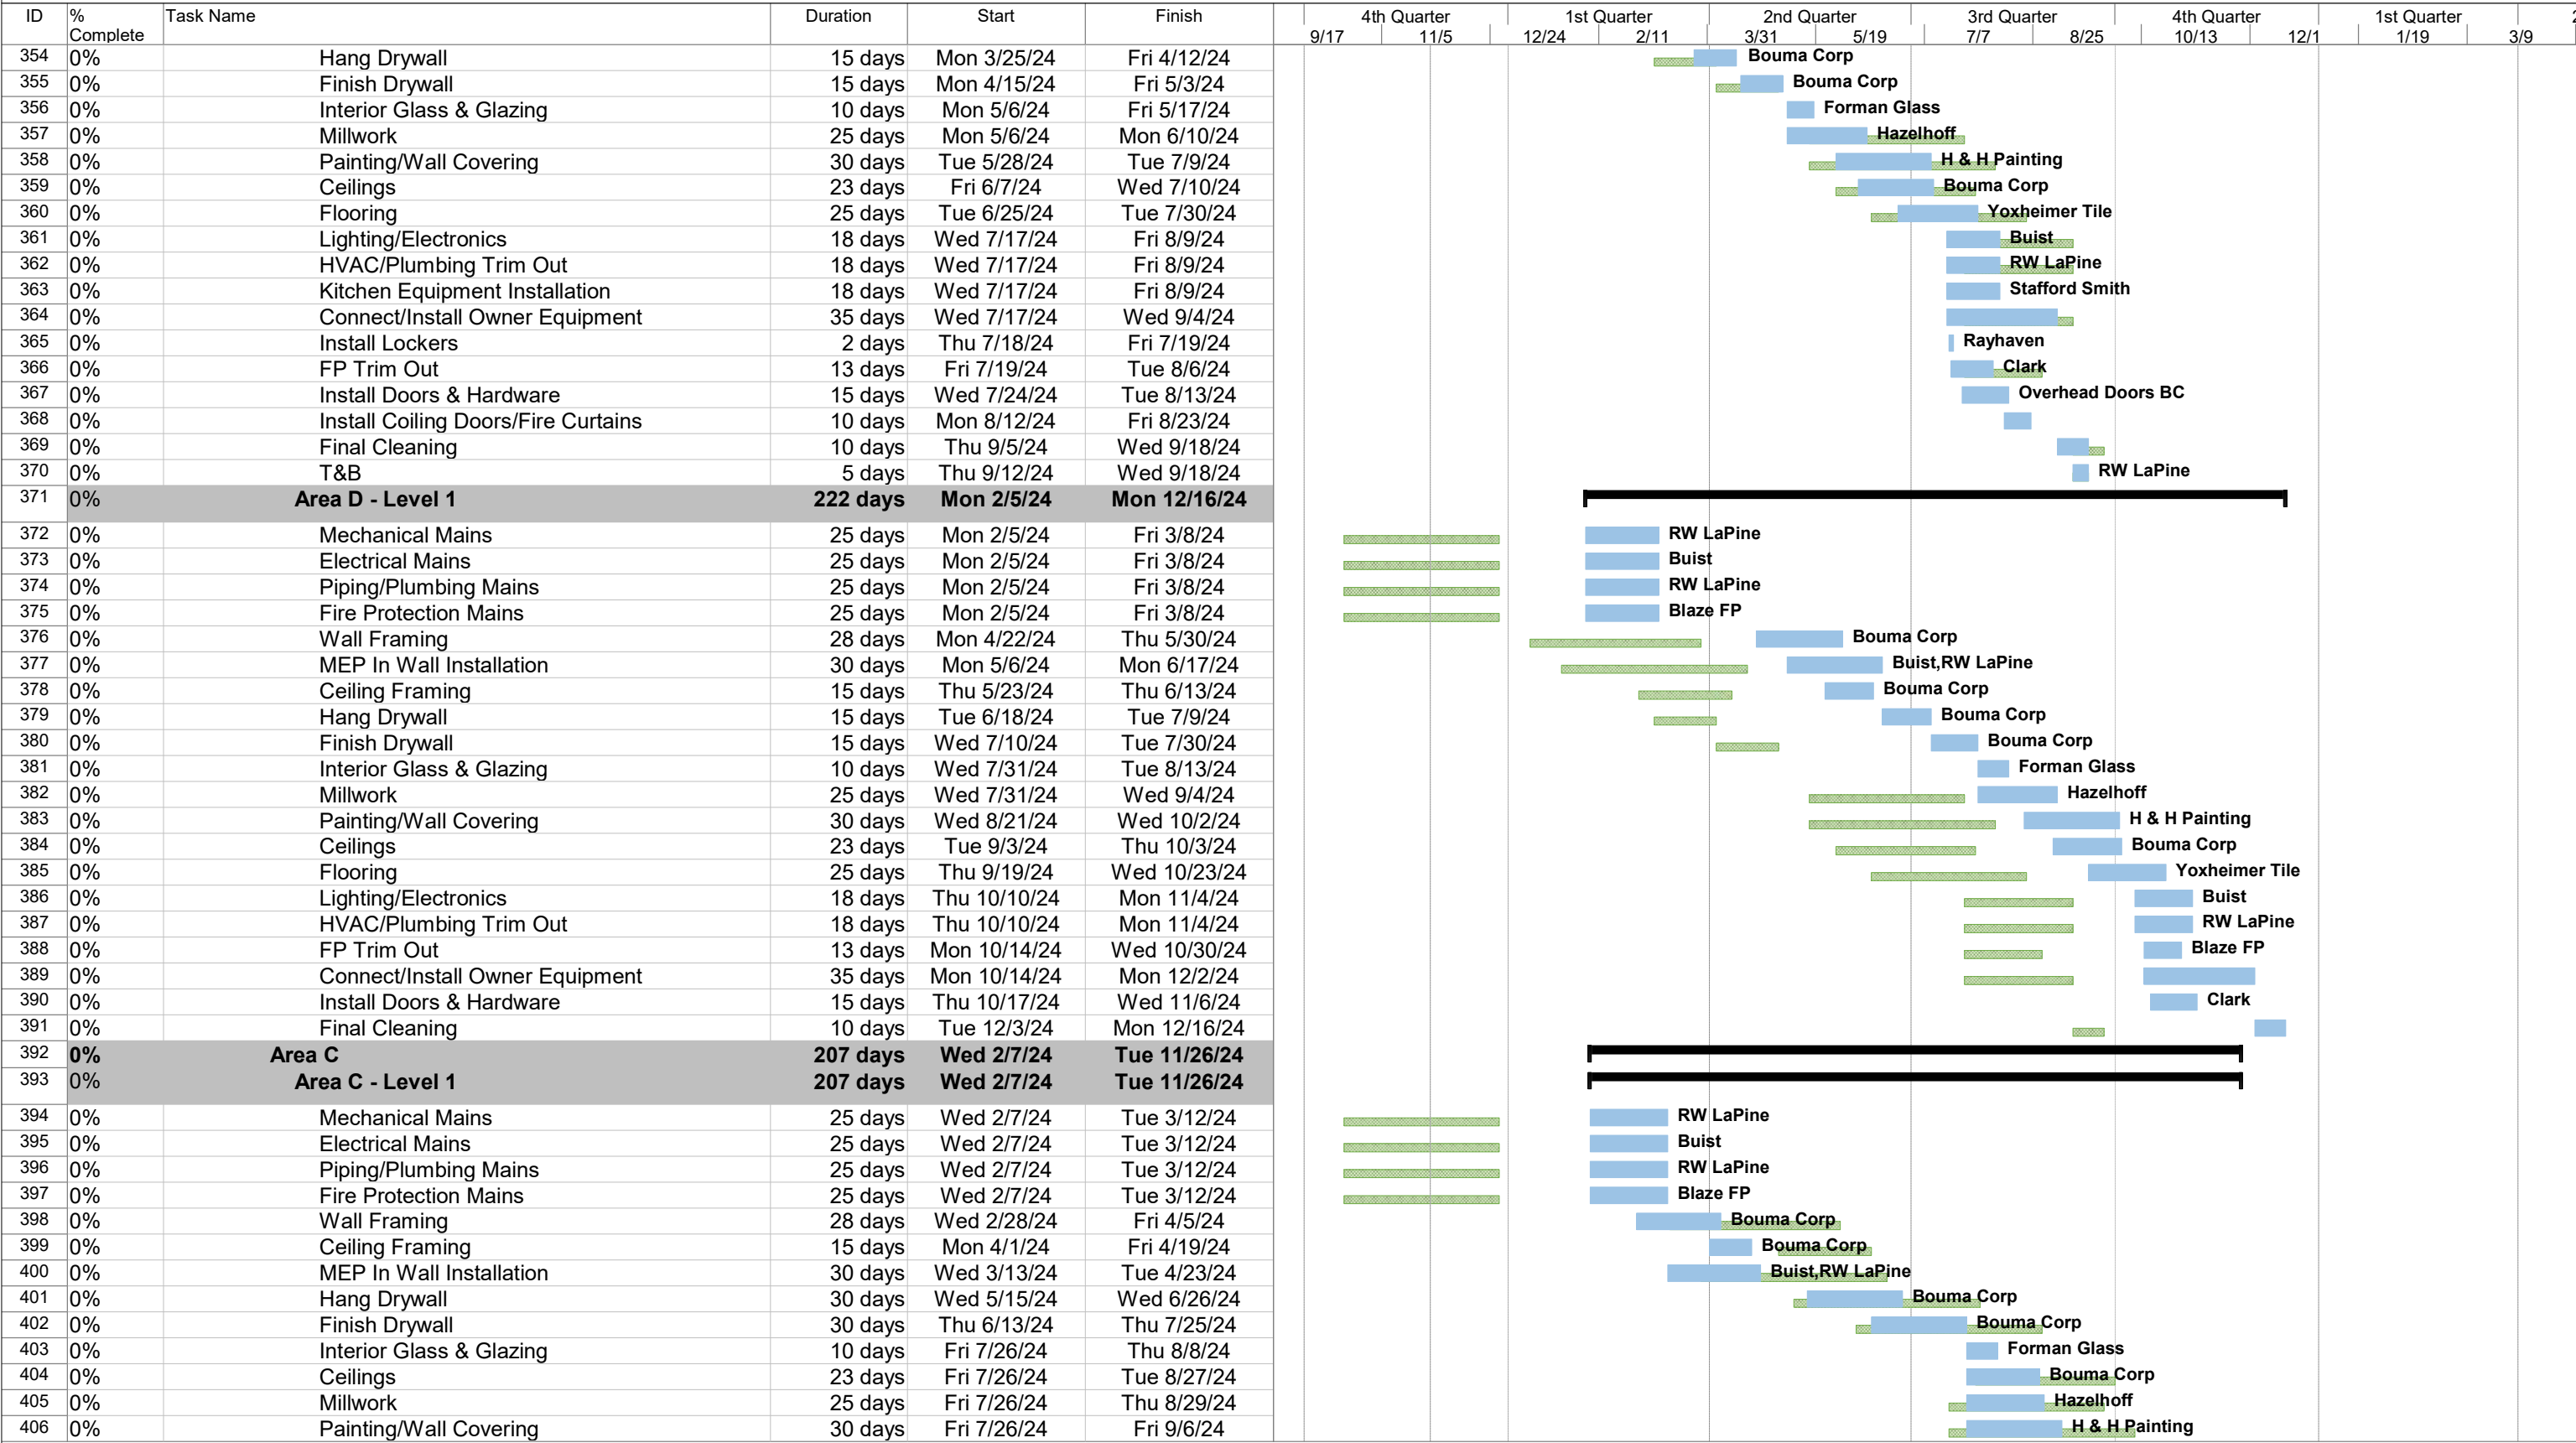 ID % Complete Task Name Duration Start Finish 4th Quarter 1st Quarter 2nd Quarter 3rd Quarter 4th Quarter 1st Quarter 2
9/17 11/5 12/24 2/11 3/31 5/19 7/7 8/25 10/13 12/1 1/19 3/9
354 0% Hang Drywall 15 days Mon 3/25/24 Fri 4/12/24 Bouma Corp
355 0% Finish Drywall 15 days Mon 4/15/24 Fri 5/3/24 Bouma Corp
356 0% Interior Glass & Glazing 10 days Mon 5/6/24 Fri 5/17/24 Forman Glass
357 0% Millwork 25 days Mon 5/6/24 Mon 6/10/24 Hazelhoff
358 0% Painting/Wall Covering 30 days Tue 5/28/24 Tue 7/9/24 H & H Painting
359 0% Ceilings 23 days Fri 6/7/24 Wed 7/10/24 Bouma Corp
360 0% Flooring 25 days Tue 6/25/24 Tue 7/30/24 Yoxheimer Tile
361 0% Lighting/Electronics 18 days Wed 7/17/24 Fri 8/9/24 Buist
362 0% HVAC/Plumbing Trim Out 18 days Wed 7/17/24 Fri 8/9/24 RW LaPine
363 0% Kitchen Equipment Installation 18 days Wed 7/17/24 Fri 8/9/24 Stafford Smith
364 0% Connect/Install Owner Equipment 35 days Wed 7/17/24 Wed 9/4/24
365 0% Install Lockers 2 days Thu 7/18/24 Fri 7/19/24 Rayhaven
366 0% FP Trim Out 13 days Fri 7/19/24 Tue 8/6/24 Clark
367 0% Install Doors & Hardware 15 days Wed 7/24/24 Tue 8/13/24 Overhead Doors BC
368 0% Install Coiling Doors/Fire Curtains 10 days Mon 8/12/24 Fri 8/23/24
369 0% Final Cleaning 10 days Thu 9/5/24 Wed 9/18/24
370 0% T&B 5 days Thu 9/12/24 Wed 9/18/24 RW LaPine
371 0% Area D - Level 1 222 days Mon 2/5/24 Mon 12/16/24
372 0% Mechanical Mains 25 days Mon 2/5/24 Fri 3/8/24 RW LaPine
373 0% Electrical Mains 25 days Mon 2/5/24 Fri 3/8/24 Buist
374 0% Piping/Plumbing Mains 25 days Mon 2/5/24 Fri 3/8/24 RW LaPine
375 0% Fire Protection Mains 25 days Mon 2/5/24 Fri 3/8/24 Blaze FP
376 0% Wall Framing 28 days Mon 4/22/24 Thu 5/30/24 Bouma Corp
377 0% MEP In Wall Installation 30 days Mon 5/6/24 Mon 6/17/24 Buist,RW LaPine
378 0% Ceiling Framing 15 days Thu 5/23/24 Thu 6/13/24 Bouma Corp
379 0% Hang Drywall 15 days Tue 6/18/24 Tue 7/9/24 Bouma Corp
380 0% Finish Drywall 15 days Wed 7/10/24 Tue 7/30/24 Bouma Corp
381 0% Interior Glass & Glazing 10 days Wed 7/31/24 Tue 8/13/24 Forman Glass
382 0% Millwork 25 days Wed 7/31/24 Wed 9/4/24 Hazelhoff
383 0% Painting/Wall Covering 30 days Wed 8/21/24 Wed 10/2/24 H & H Painting
384 0% Ceilings 23 days Tue 9/3/24 Thu 10/3/24 Bouma Corp
385 0% Flooring 25 days Thu 9/19/24 Wed 10/23/24 Yoxheimer Tile
386 0% Lighting/Electronics 18 days Thu 10/10/24 Mon 11/4/24 Buist
387 0% HVAC/Plumbing Trim Out 18 days Thu 10/10/24 Mon 11/4/24 RW LaPine
388 0% FP Trim Out 13 days Mon 10/14/24 Wed 10/30/24 Blaze FP
389 0% Connect/Install Owner Equipment 35 days Mon 10/14/24 Mon 12/2/24
390 0% Install Doors & Hardware 15 days Thu 10/17/24 Wed 11/6/24 Clark
391 0% Final Cleaning 10 days Tue 12/3/24 Mon 12/16/24
392 0% Area C 207 days Wed 2/7/24 Tue 11/26/24
393 0% Area C - Level 1 207 days Wed 2/7/24 Tue 11/26/24
394 0% Mechanical Mains 25 days Wed 2/7/24 Tue 3/12/24 RW LaPine
395 0% Electrical Mains 25 days Wed 2/7/24 Tue 3/12/24 Buist
396 0% Piping/Plumbing Mains 25 days Wed 2/7/24 Tue 3/12/24 RW LaPine
397 0% Fire Protection Mains 25 days Wed 2/7/24 Tue 3/12/24 Blaze FP
398 0% Wall Framing 28 days Wed 2/28/24 Fri 4/5/24 Bouma Corp
399 0% Ceiling Framing 15 days Mon 4/1/24 Fri 4/19/24 Bouma Corp
400 0% MEP In Wall Installation 30 days Wed 3/13/24 Tue 4/23/24 Buist,RW LaPine
401 0% Hang Drywall 30 days Wed 5/15/24 Wed 6/26/24 Bouma Corp
402 0% Finish Drywall 30 days Thu 6/13/24 Thu 7/25/24 Bouma Corp
403 0% Interior Glass & Glazing 10 days Fri 7/26/24 Thu 8/8/24 Forman Glass
404 0% Ceilings 23 days Fri 7/26/24 Tue 8/27/24 Bouma Corp
405 0% Millwork 25 days Fri 7/26/24 Thu 8/29/24 Hazelhoff
406 0% Painting/Wall Covering 30 days Fri 7/26/24 Fri 9/6/24 H & H Painting